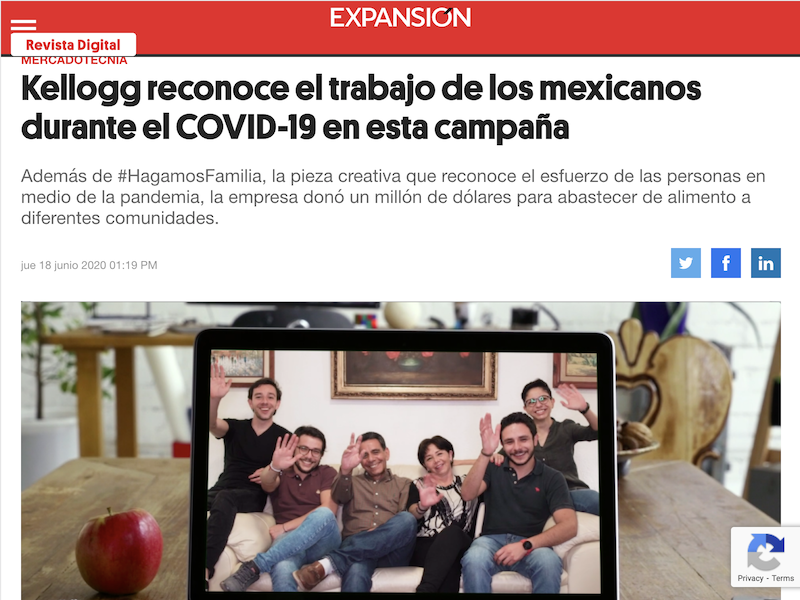 EXPANSIÓN
Revista Digital
MERCADOTECNIA
Kellogg reconoce el trabajo de los mexicanos
durante el COVID-19 en esta campaña
Además de #HagamosFamilia, la pieza creativa que reconoce el esfuerzo de las personas en
medio de la pandemia, la empresa donó un millón de dólares para abastecer de alimento a
diferentes comunidades.
jue 18 junio 2020 01:19 PM
Privacy - Terms